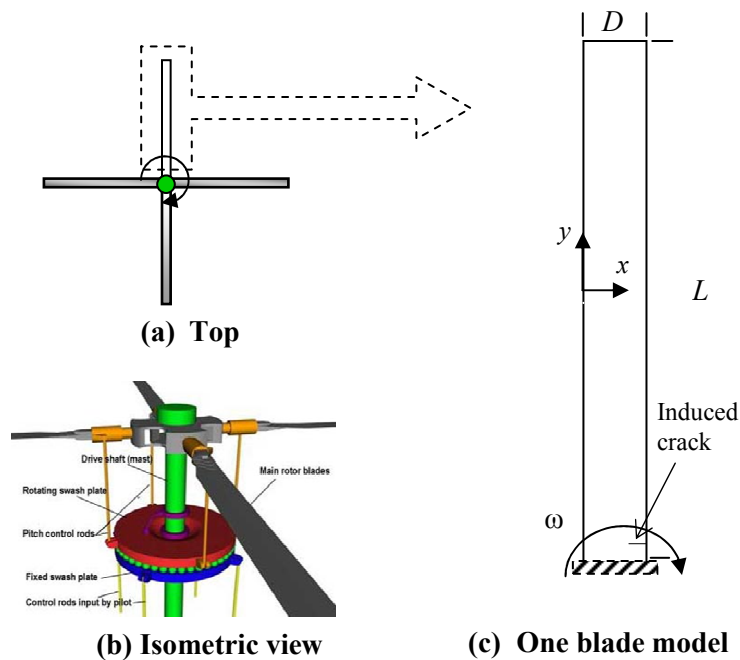 (a) Top
Drive shaft (mast)
Main rotor blades
Rotating swash plate
Pitch control rods
Fixed swash plate
Control rods input by pilot
(b) Isometric view
D
y
x
L
Induced
crack
ω
(c) One blade model